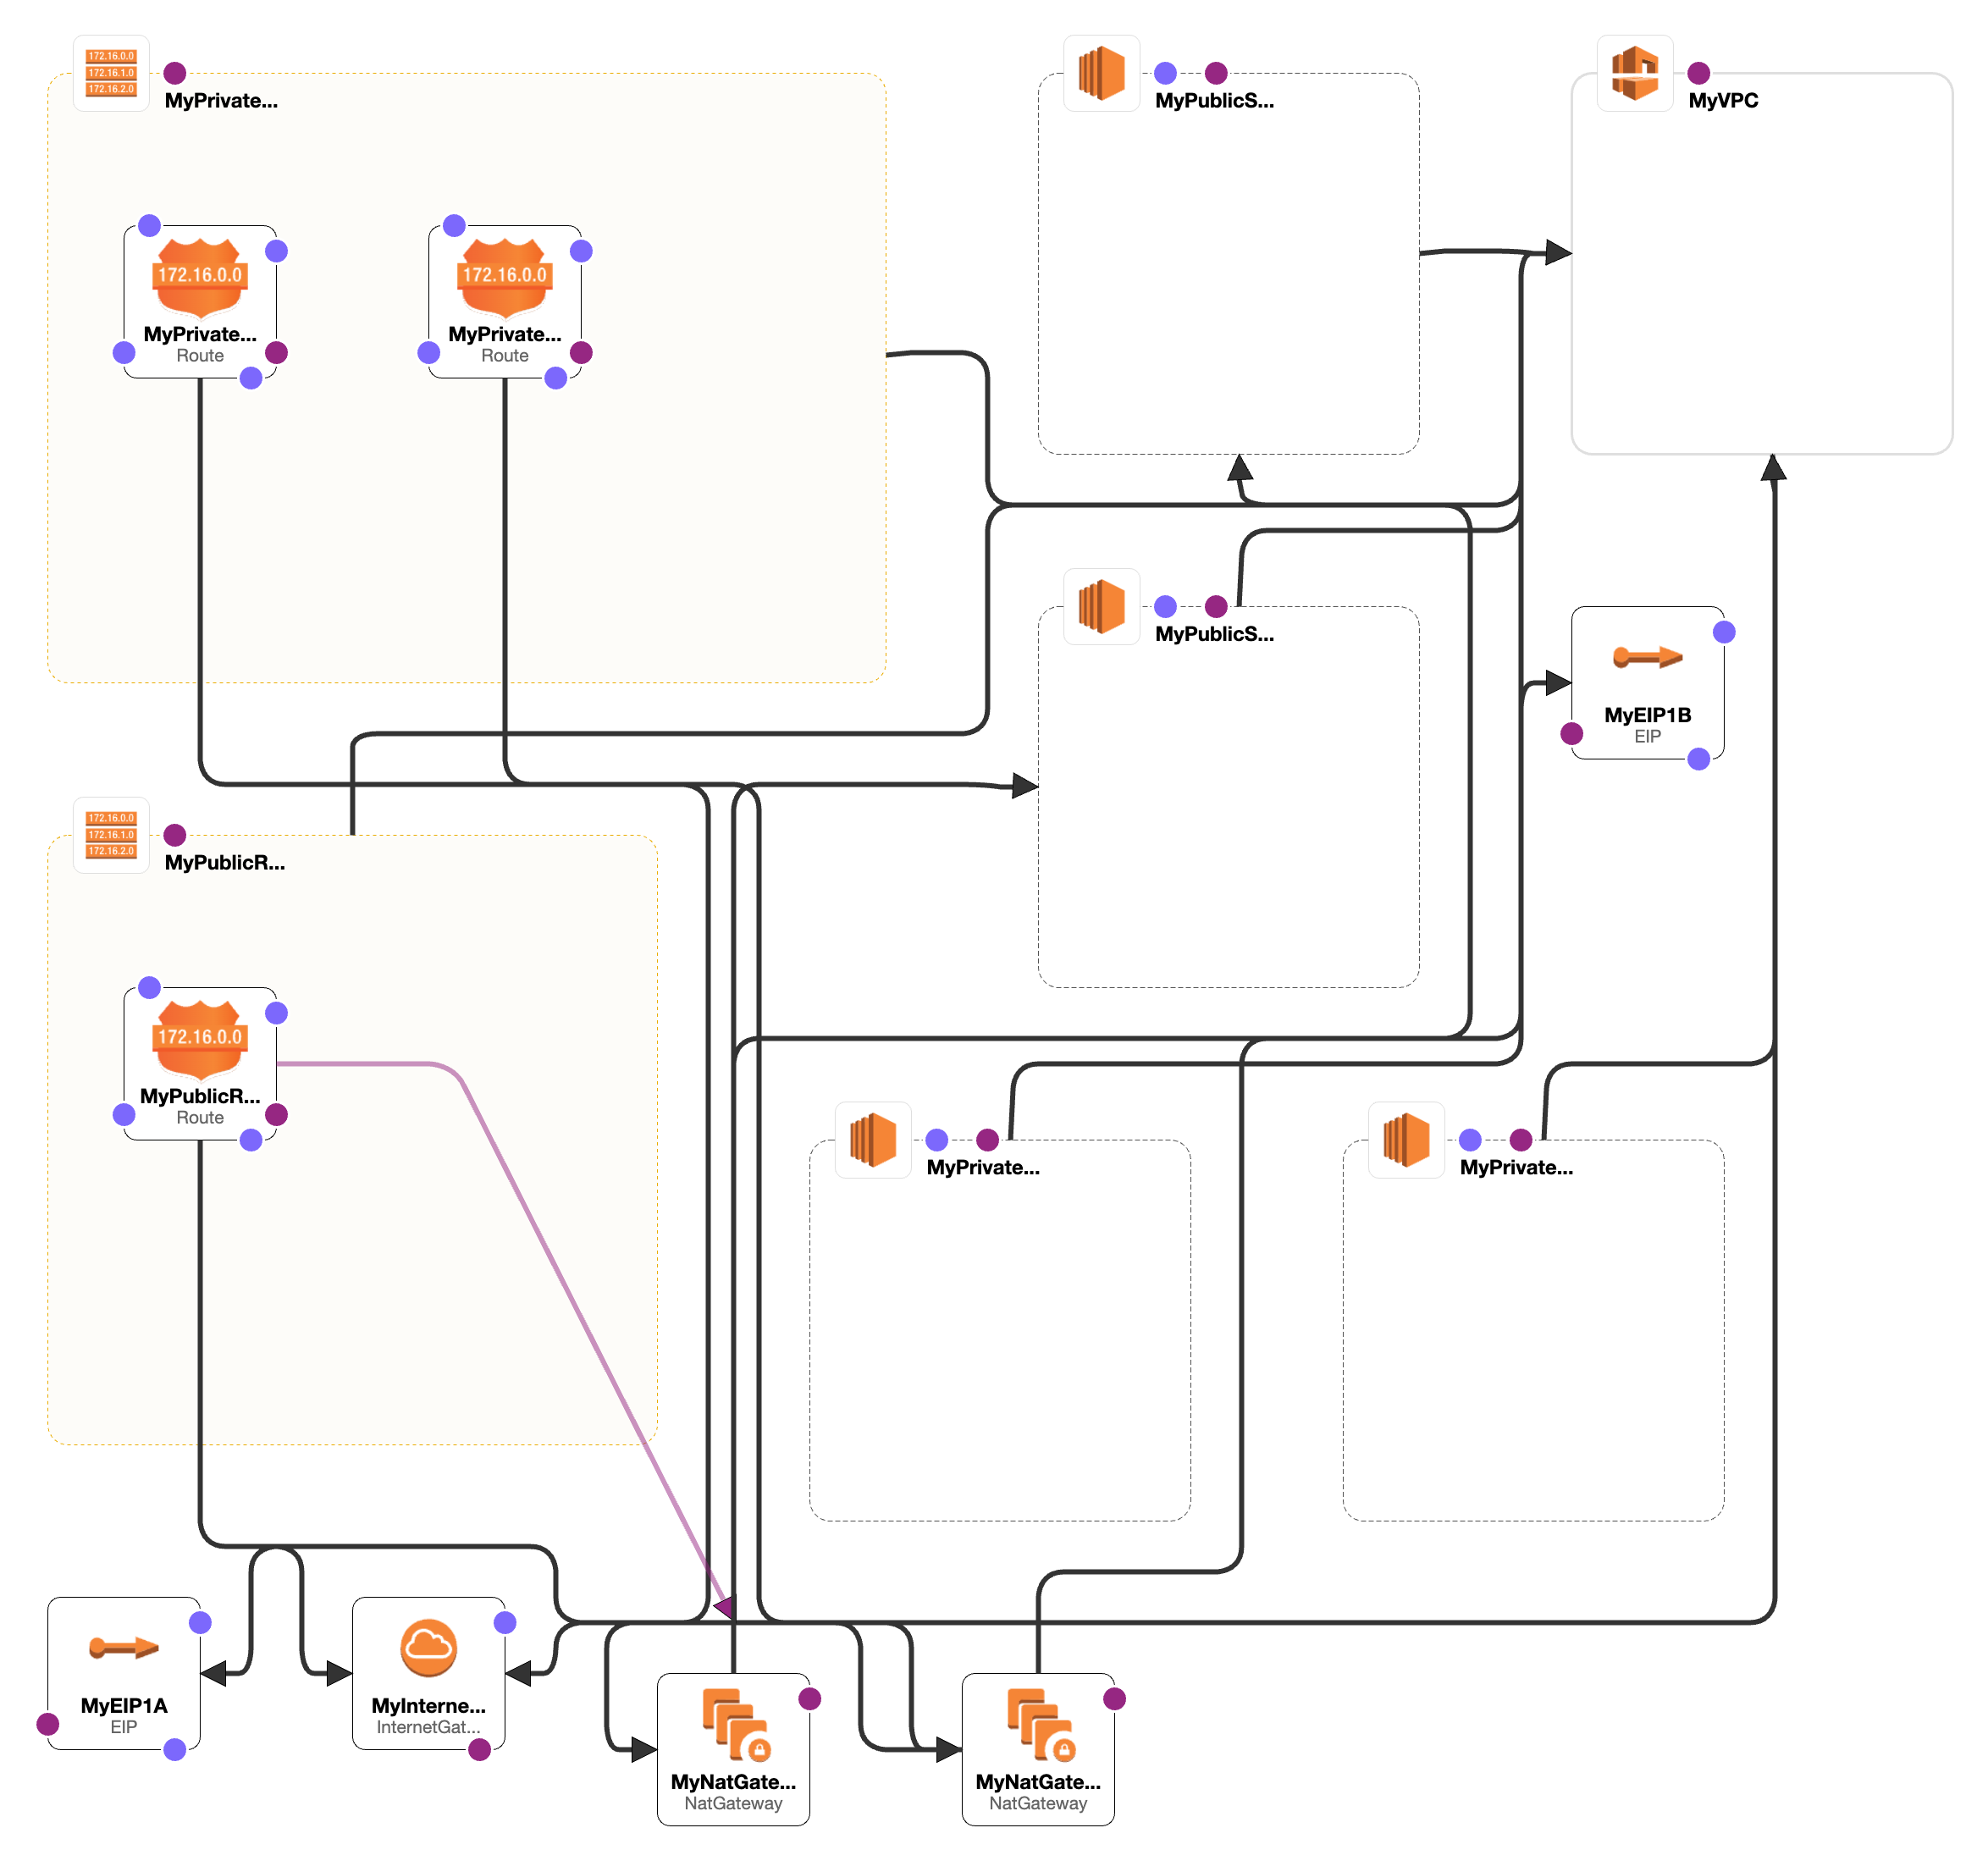 172.16.0.0
172.16.1.0
172.16.2.0
MyPrivate...
MyPublicS...
MyVPC
172.16.0.0
MyPrivate...
Route
172.16.0.0
MyPrivate...
Route
MyPublicS...
MyEIP1B
EIP
172.16.0.0
172.16.1.0
172.16.2.0
MyPublicR...
172.16.0.0
MyPublicR...
Route
MyPrivate...
MyPrivate...
MyEIP1A
EIP
MyInterne...
InternetGat...
MyNatGate...
NatGateway
MyNatGate...
NatGateway